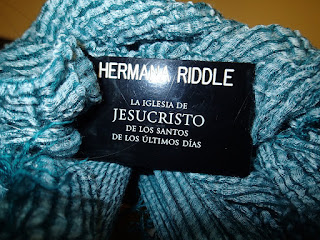 HERMANA RIDDLE
LA IGLESIA DE
JESUCRISTO
DE LOS SANTOS
DE LOS ÚLTIMOS DÍAS